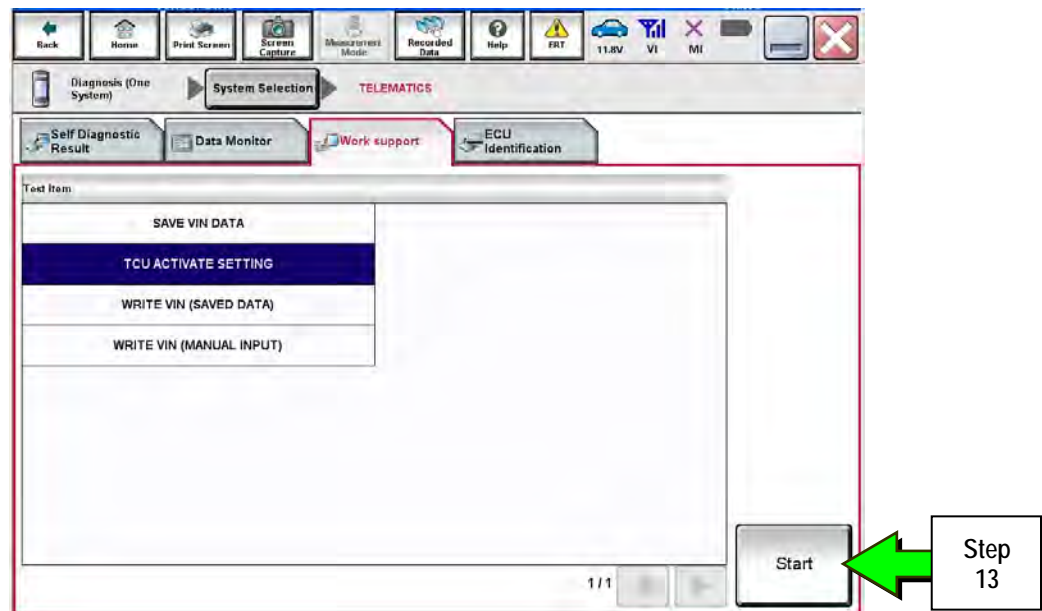 Back
Home
Print Screen
Screen
Capture
Measurement
Mode
Recorded
Data
Help
ERT
11.8V
VI
MI
Diagnosis (One
System)
System Selection
TELEMATICS
Self Diagnostic
Result
Data Monitor
Work support
ECU
Identification
Test Item
SAVE VIN DATA
TCU ACTIVATE SETTING
WRITE VIN (SAVED DATA)
WRITE VIN (MANUAL INPUT)
1/1
Start
Step
13